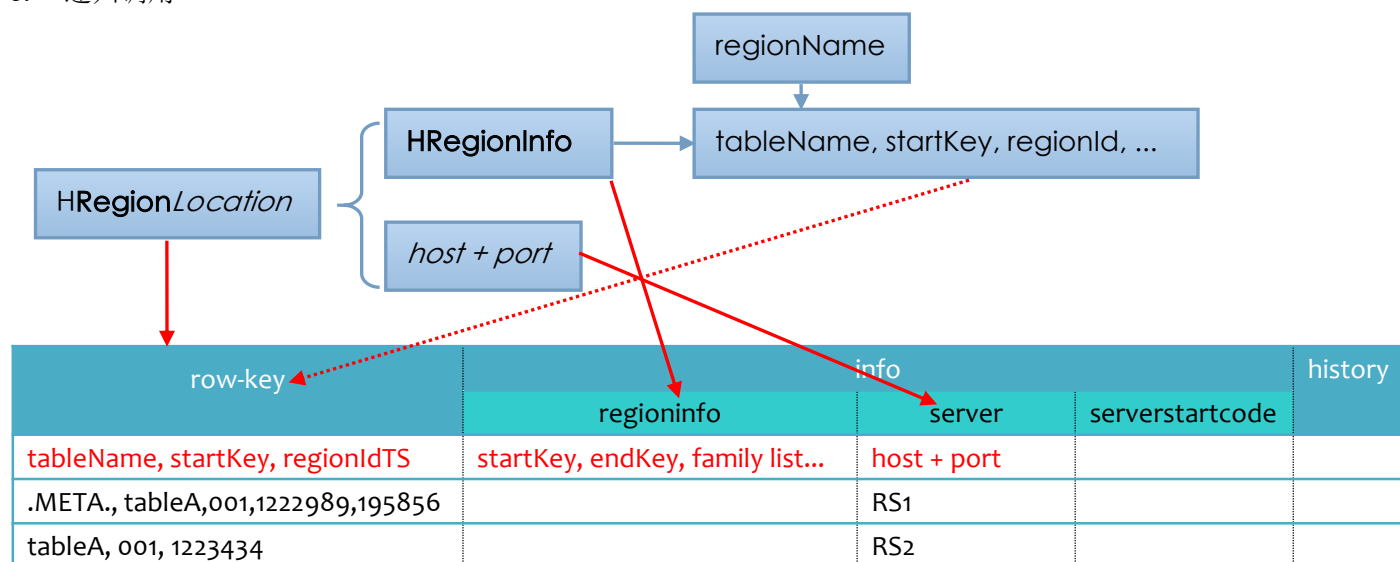 regionName
HRegionInfo
tableName, startKey, regionId, ...
HRegionLocation
host + port
row-key
info
history
regioninfo
server
serverstartcode
tableName, startKey, regionIdTS
startKey, endKey, family list...
host + port
.META., tableA,001,1222989,195856
RS1
tableA, 001, 1223434
RS2